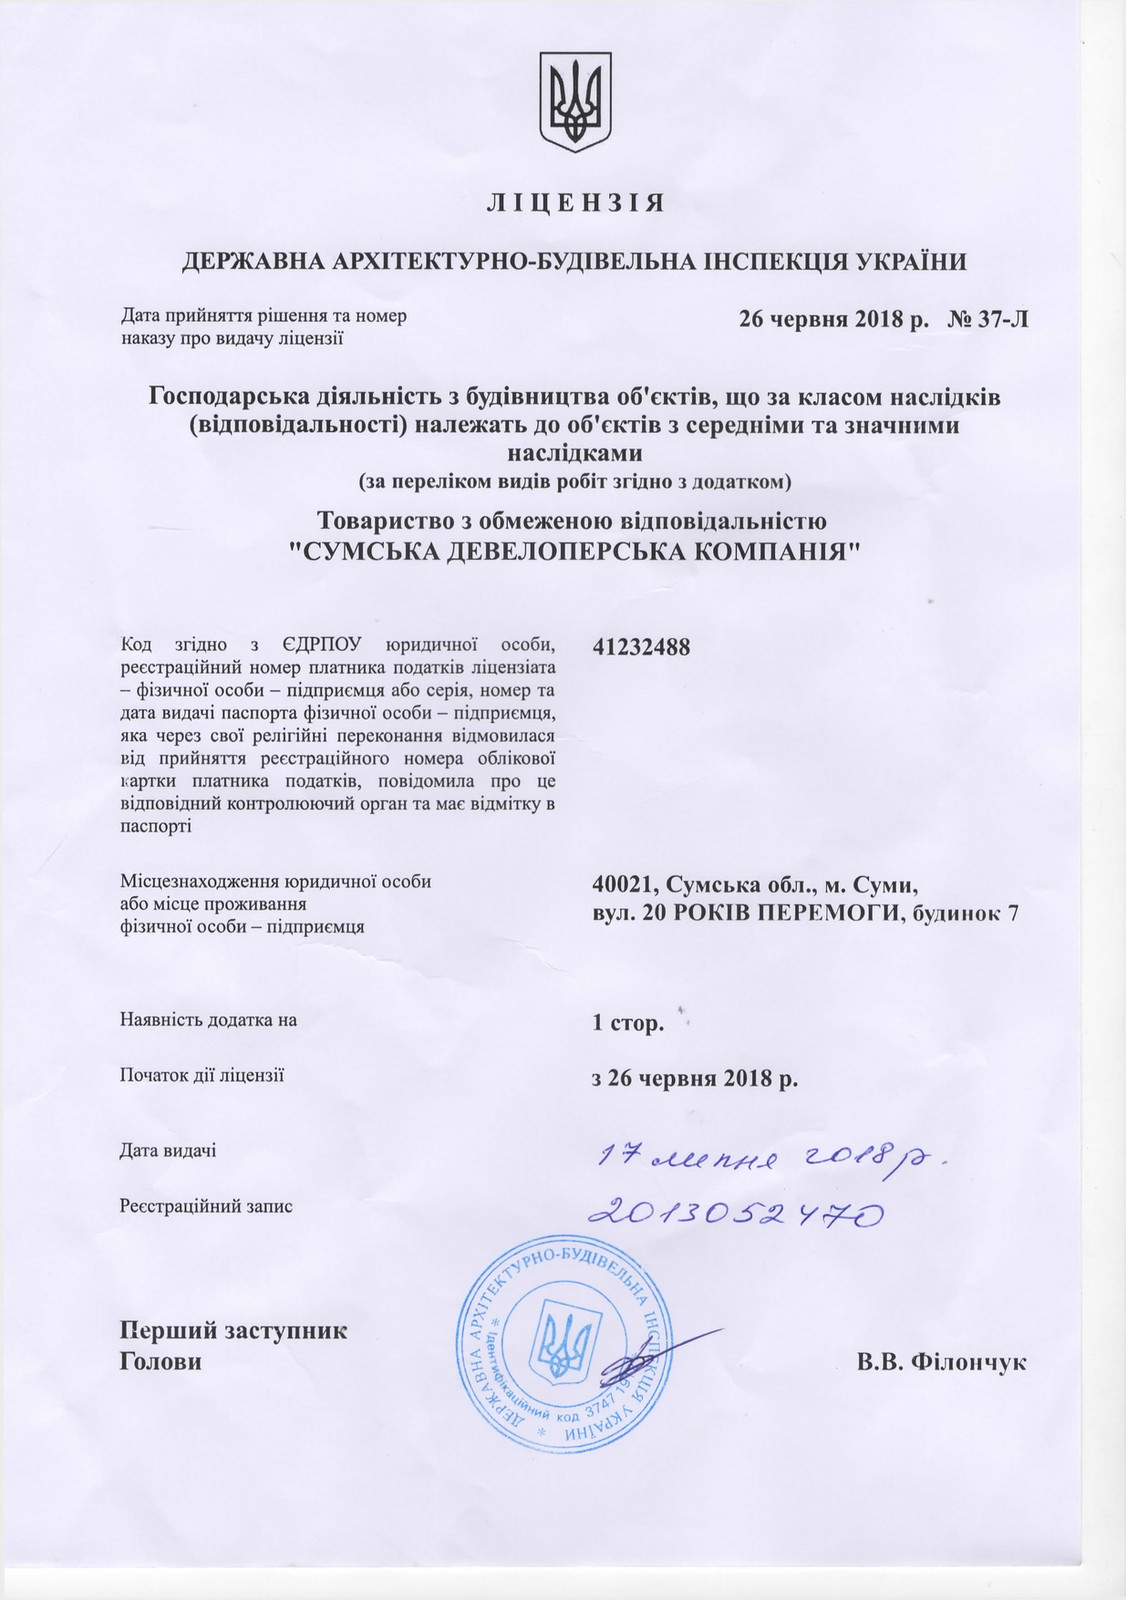 ЛІЦЕНЗІЯ
ДЕРЖАВНА АРХІТЕКТУРНО-БУДІВЕЛЬНА ІНСПЕКЦІЯ УКРАЇНИ
Дата прийняття рішення та номер
наказу про видачу ліцензії
26 червня 2018 р. № 37-Л
Господарська діяльність з будівництва об'єктів, що за класом наслідків
(відповідальності) належать до об'єктів з середніми та значними
наслідками
(за переліком видів робіт згідно з додатком)
Товариство з обмеженою відповідальністю
"СУМСЬКА ДЕВЕЛОПЕРСЬКА КОМПАНІЯ"
Код згідно з ЄДРПОУ юридичної особи,
реєстраційний номер платника податків ліцензіата
– фізичної особи – підприємця або серія, номер та
дата видачі паспорта фізичної особи – підприємця,
яка через свої релігійні переконання відмовилася
від прийняття реєстраційного номера облікової
картки платника податків, повідомила про це
відповідний контролюючий орган та має відмітку в
паспорті
41232488
Місцезнаходження юридичної особи
або місце проживання
фізичної особи – підприємця
40021, Сумська обл., м. Суми,
вул. 20 РОКІВ ПЕРЕМОГИ, будинок 7
Наявність додатка на
1 стор.
Початок дії ліцензії
з 26 червня 2018 р.
Дата видачі
17 липня 2018 р.
Реєстраційний запис
2013052470
Перший заступник
Голови
В.В. Філончук
ДЕРЖАВНА АРХІТЕКТУРНО-БУДІВЕЛЬНА ІНСПЕКЦІЯ УКРАЇНИ *
* Ідентифікаційний код